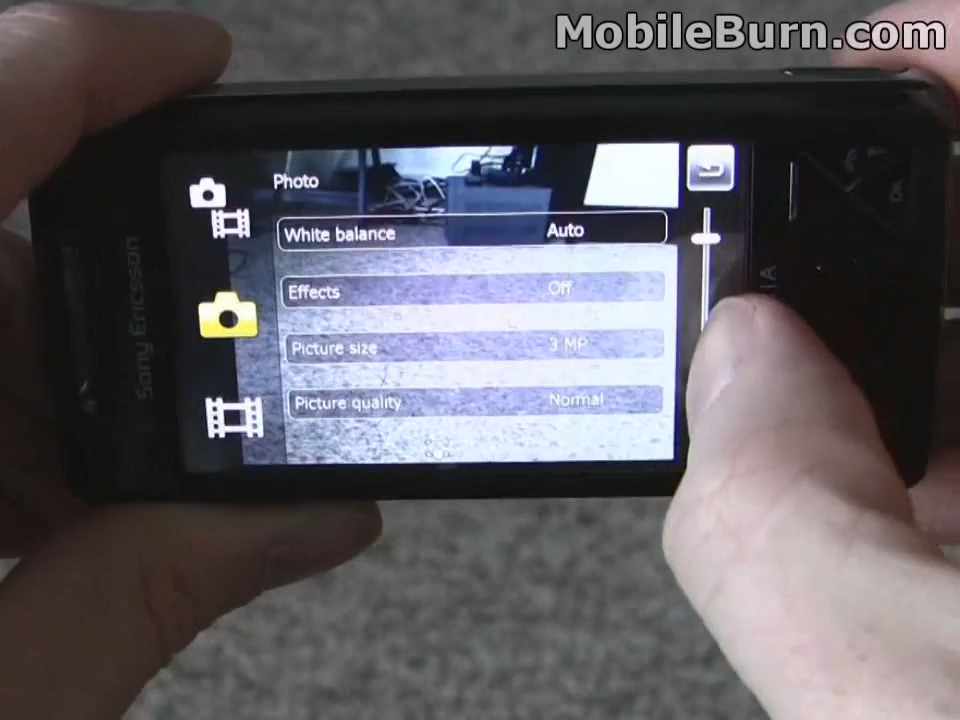 MobileBurn.com
Photo
White balance Auto
Effects Off
Picture size 3 MP
Picture quality Normal
Sony Ericsson